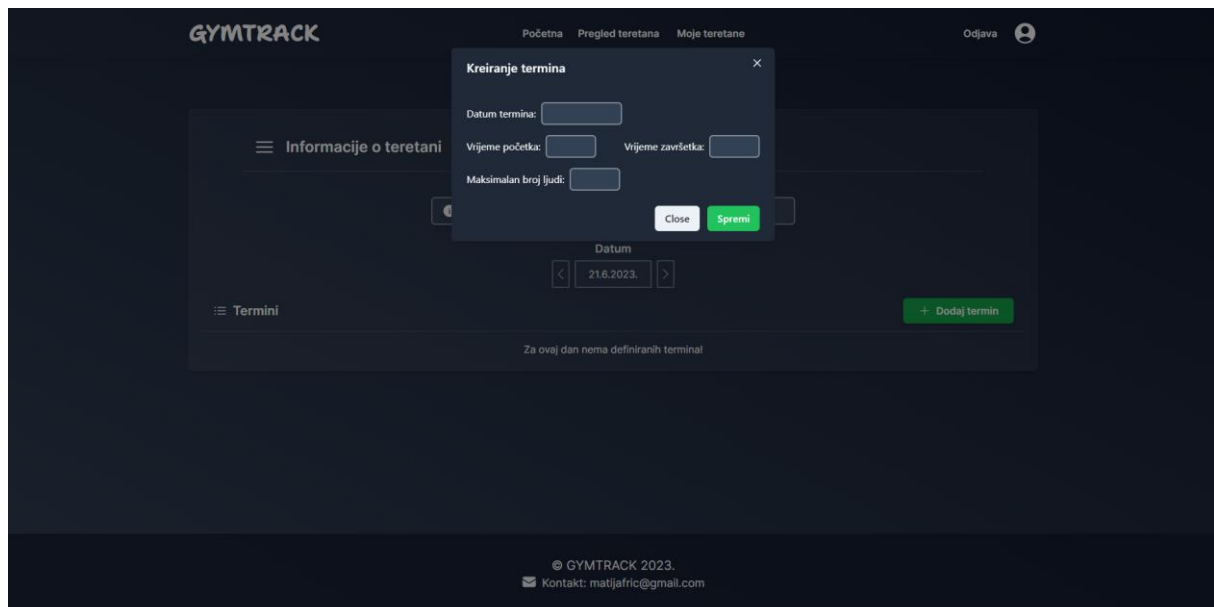 GYMTRACK
Početna Pregled teretana Moje teretane
Odjava
Kreiranje termina
Datum termina:
Informacije o teretani
Vrijeme početka: Vrijeme završetka:
Maksimalan broj ljudi:
Close Spremi
Datum
< 21.6.2023. >
Termini
+ Dodaj termin
Za ovaj dan nema definiranih termina!
© GYMTRACK 2023.
Kontakt: matijafric@gmail.com